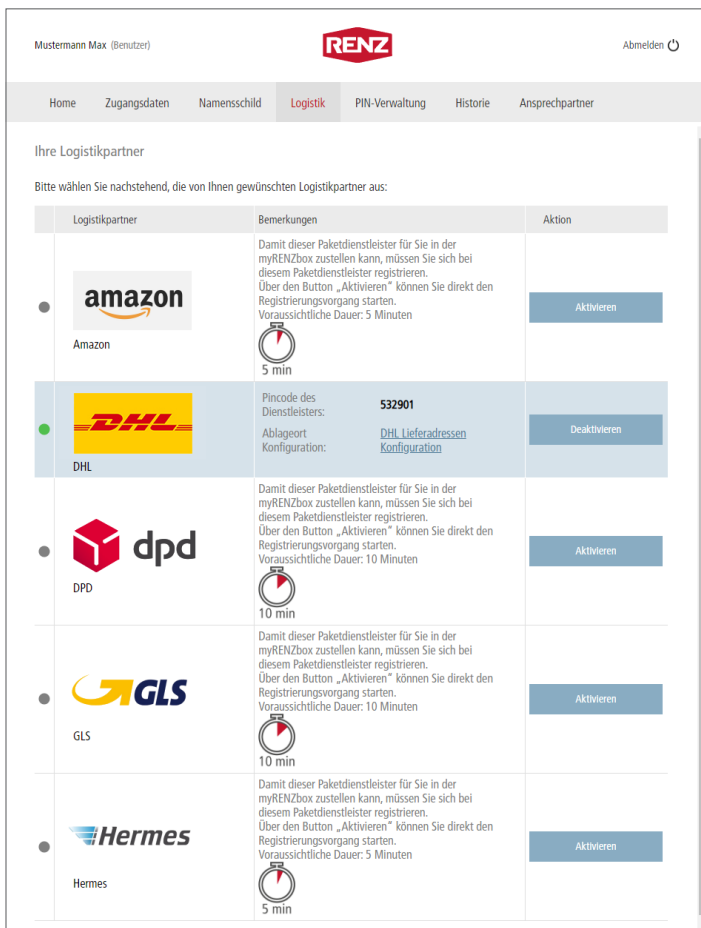 Mustermann Max (Benutzer)
RENZ
Abmelden
Home Zugangsdaten Namensschild Logistik PIN-Verwaltung Historie Ansprechpartner
Ihre Logistikpartner
Bitte wählen Sie nachstehend, die von Ihnen gewünschten Logistikpartner aus:
Logistikpartner Bemerkungen Aktion
amazon
Amazon
Damit dieser Paketdienstleister für Sie in der
myRENZbox zustellen kann, müssen Sie sich bei
diesem Paketdienstleister registrieren.
Über den Button „Aktivieren“ können Sie direkt den
Registrierungsvorgang starten.
Voraussichtliche Dauer: 5 Minuten
5 min
Aktivieren
DHL
DHL
Pincode des
Dienstleisters:
532901
Ablageort
Konfiguration:
DHL Lieferadressen
Konfiguration
Deaktivieren
dpd
DPD
Damit dieser Paketdienstleister für Sie in der
myRENZbox zustellen kann, müssen Sie sich bei
diesem Paketdienstleister registrieren.
Über den Button „Aktivieren“ können Sie direkt den
Registrierungsvorgang starten.
Voraussichtliche Dauer: 10 Minuten
10 min
Aktivieren
GLS
GLS
Damit dieser Paketdienstleister für Sie in der
myRENZbox zustellen kann, müssen Sie sich bei
diesem Paketdienstleister registrieren.
Über den Button „Aktivieren“ können Sie direkt den
Registrierungsvorgang starten.
Voraussichtliche Dauer: 10 Minuten
10 min
Aktivieren
Hermes
Hermes
Damit dieser Paketdienstleister für Sie in der
myRENZbox zustellen kann, müssen Sie sich bei
diesem Paketdienstleister registrieren.
Über den Button „Aktivieren“ können Sie direkt den
Registrierungsvorgang starten.
Voraussichtliche Dauer: 5 Minuten
5 min
Aktivieren